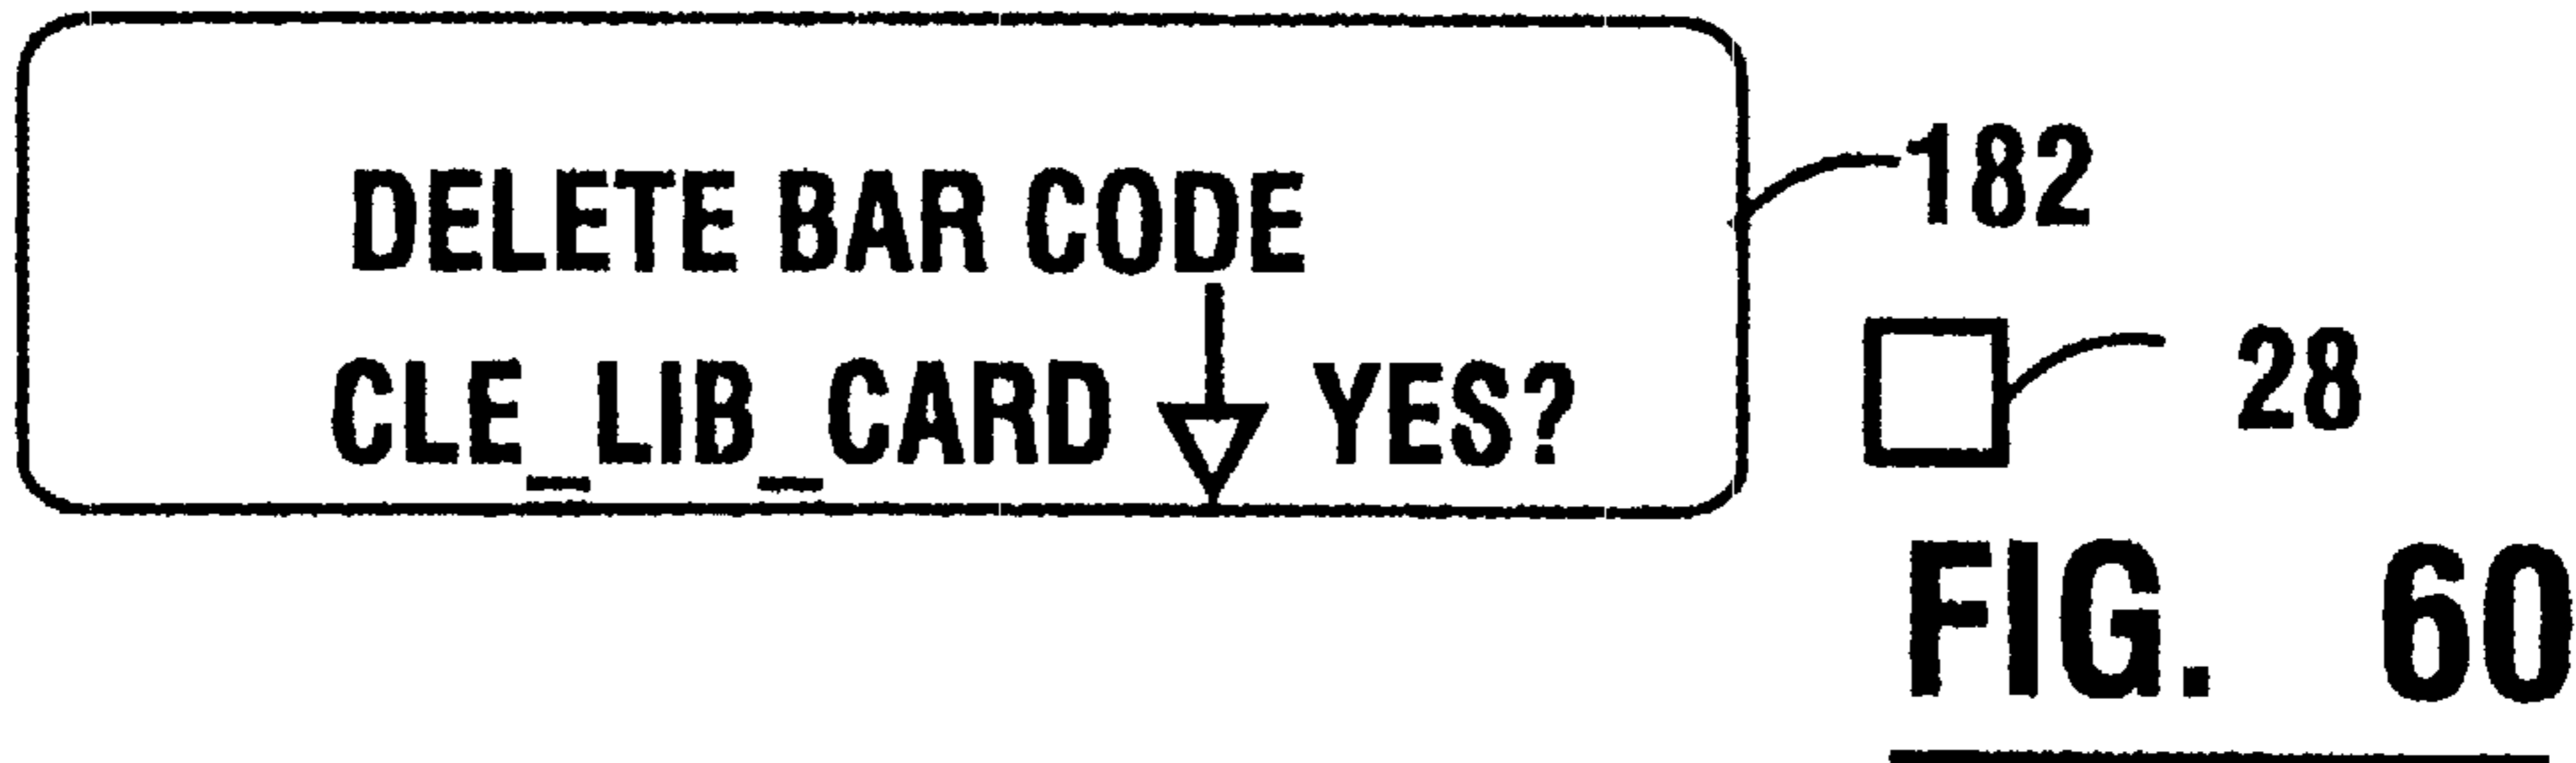 DELETE BAR CODE
CLE_LIB_CARD YES?
182
28
FIG. 60